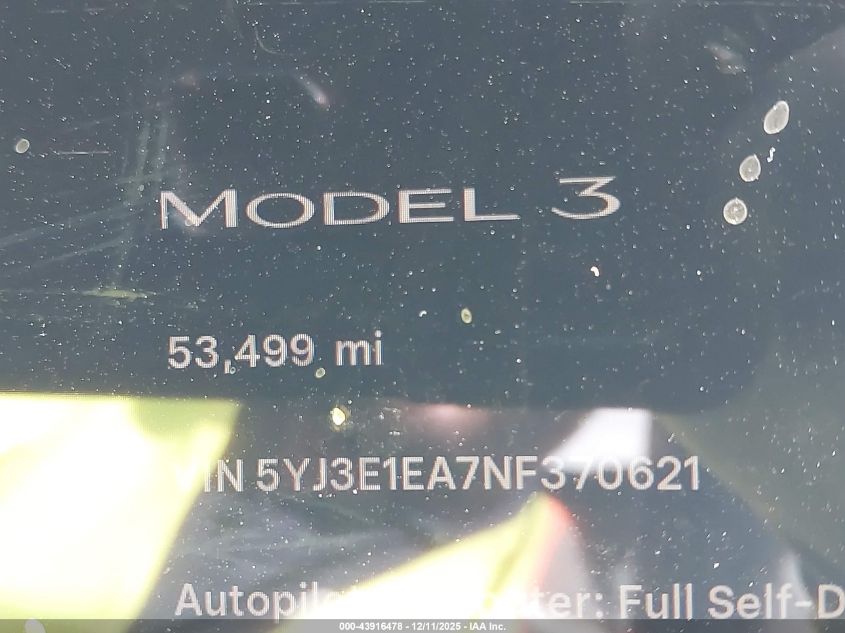 MODEL 3
53,499 mi
VIN 5YJ3E1EA7NF370621
Full Self-D
000-43916478 - 12/11/2025 - IAA Inc.